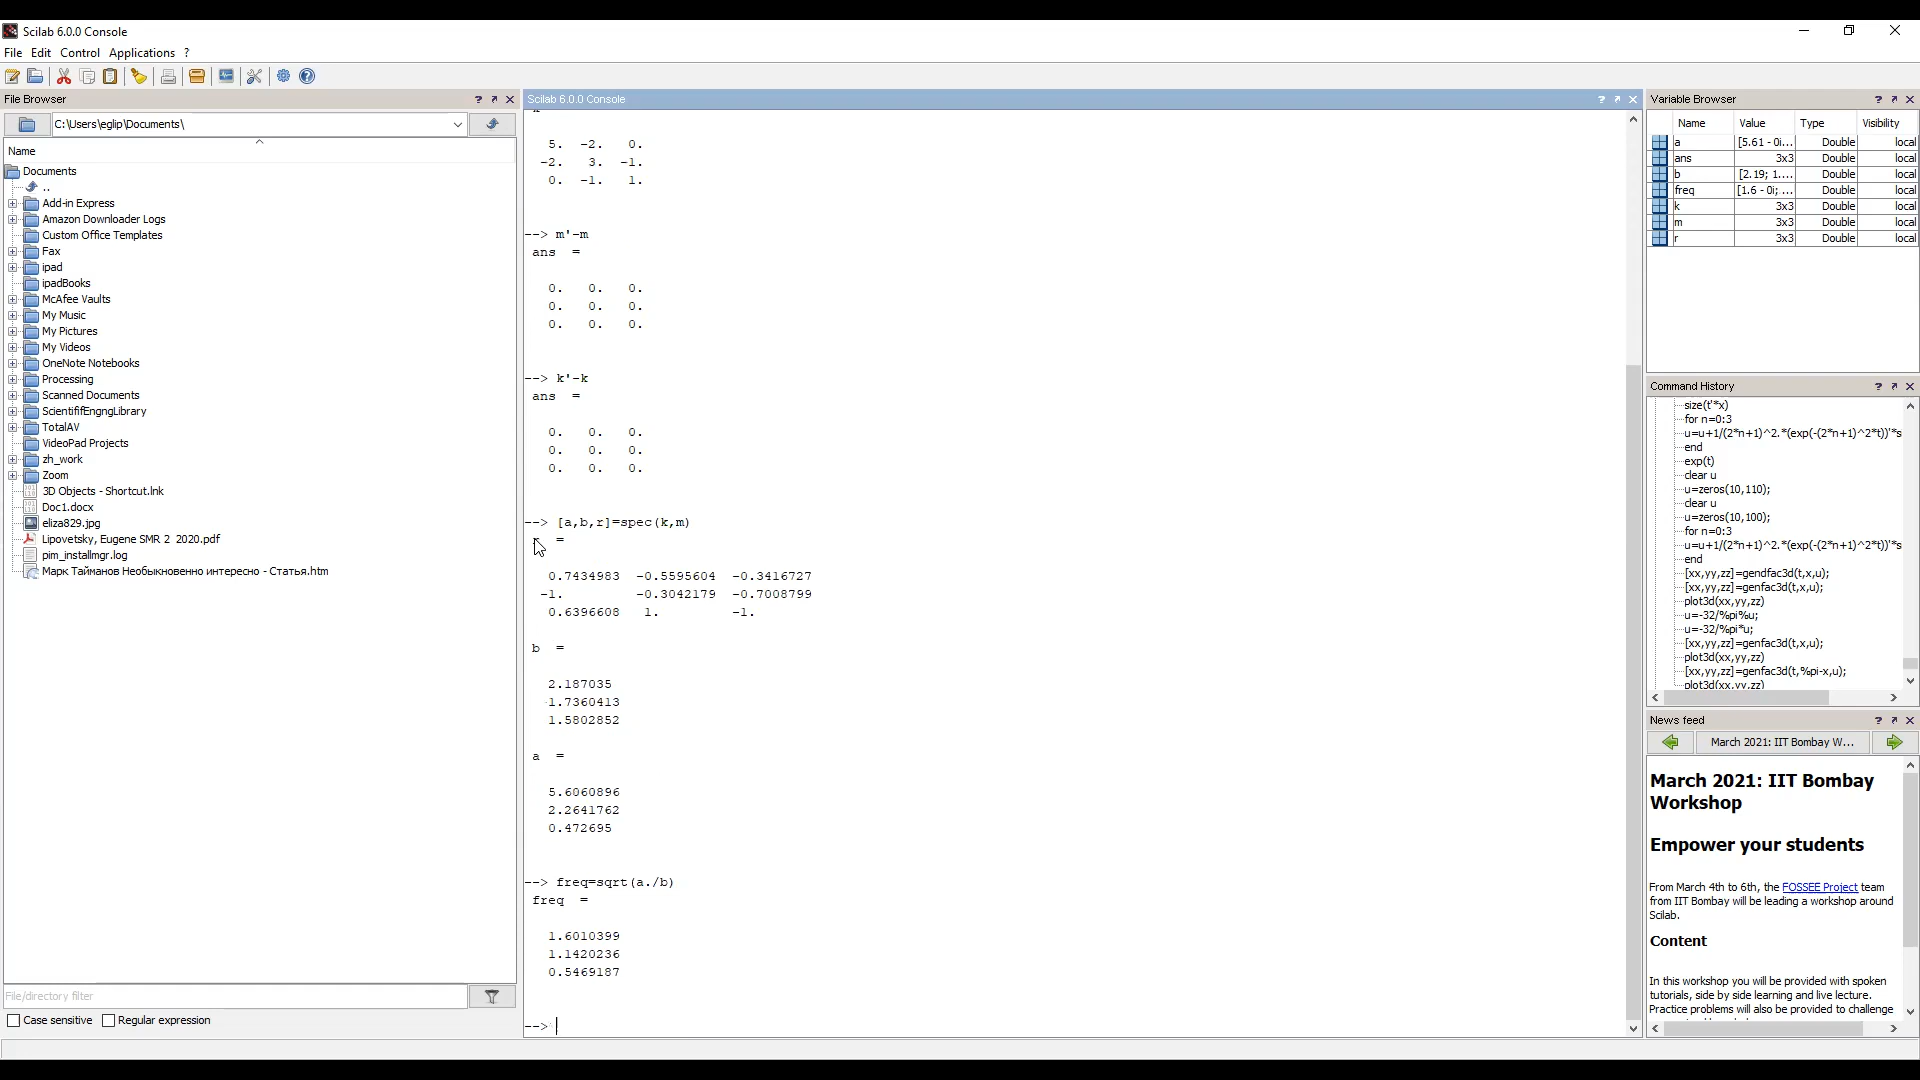 Scilab 6.0.0 Console
File Edit Control Applications ?
File Browser
C:\Users\eglip\Documents\
Name
Documents
..
Add-in Express
Amazon Downloader Logs
Custom Office Templates
Fax
ipad
ipadBooks
McAfee Vaults
My Music
My Pictures
My Videos
OneNote Notebooks
Processing
Scanned Documents
ScientififEngngLibrary
TotalAV
VideoPad Projects
zh_work
Zoom
3D Objects - Shortcut.lnk
Doc1.docx
eliza829.jpg
Lipovetsky, Eugene SMR 2 2020.pdf
pim_installmgr.log
Марк Тайманов Необыкновенно интересно - Статья.htm
File/directory filter
Case sensitive Regular expression
Scilab 6.0.0 Console
5. -2. 0.
-2. 3. -1.
0. -1. 1.
--> m'-m
ans =
0. 0. 0.
0. 0. 0.
0. 0. 0.
--> k'-k
ans =
0. 0. 0.
0. 0. 0.
0. 0. 0.
--> [a,b,r]=spec(k,m)
=
0.7434983 -0.5595604 -0.3416727
-1. -0.3042179 -0.7008799
0.6396608 1. -1.
b =
2.187035
1.7360413
1.5802852
a =
5.6060896
2.2641762
0.472695
--> freq=sqrt(a./b)
freq =
1.6010399
1.1420236
0.5469187
-->
Variable Browser
Name Value Type Visibility
a [5.61 - 0i... Double local
ans 3x3 Double local
b [2.19; 1.... Double local
freq [1.6 - 0i; ... Double local
k 3x3 Double local
m 3x3 Double local
r 3x3 Double local
Command History
size(t'*x)
for n=0:3
u=u+1/(2*n+1)^2.*(exp(-(2*n+1)^2*t))'*s
end
exp(t)
clear u
u=zeros(10,110);
clear u
u=zeros(10,100);
for n=0:3
u=u+1/(2*n+1)^2.*(exp(-(2*n+1)^2*t))'*s
end
[xx,yy,zz]=gendfac3d(t,x,u);
[xx,yy,zz]=genfac3d(t,x,u);
plot3d(xx,yy,zz)
u=-32/%pi%u;
u=-32/%pi*u;
[xx,yy,zz]=genfac3d(t,x,u);
plot3d(xx,yy,zz)
[xx,yy,zz]=genfac3d(t,%pi-x,u);
plot3d(xx,yy,zz)
News feed
March 2021: IIT Bombay W...
March 2021: IIT Bombay
Workshop
Empower your students
From March 4th to 6th, the FOSSEE Project team
from IIT Bombay will be leading a workshop around
Scilab.
Content
In this workshop you will be provided with spoken
tutorials, side by side learning and live lecture.
Practice problems will also be provided to challenge